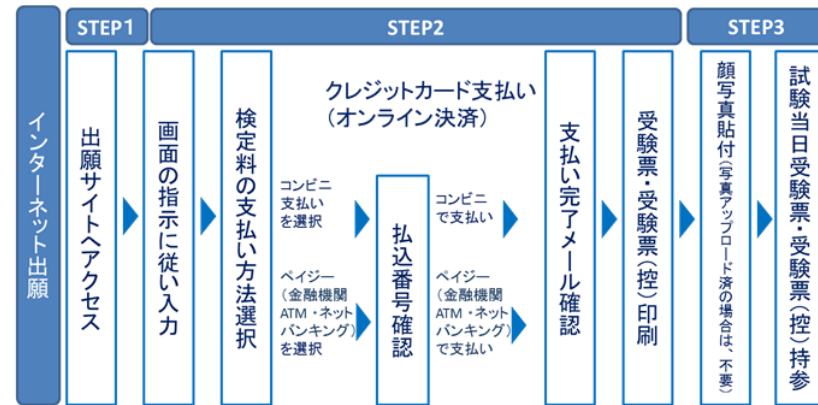 インターネット出願
STEP1
STEP2
STEP3
出願サイトへアクセス
画面の指示に従い入力
検定料の支払い方法選択
クレジットカード支払い
（オンライン決済）
コンビニ
支払い
を選択
ペイジー
（金融機関
ATM・ネット
バンキング）
を選択
払込番号確認
コンビニ
で支払い
ペイジー
（金融機関
ATM・ネット
バンキング）
で支払い
支払い完了メール確認
受験票・受験票（控）印刷
顔写真貼付（写真アップロード済の場合は、不要）
試験当日受験票・受験票（控）持参